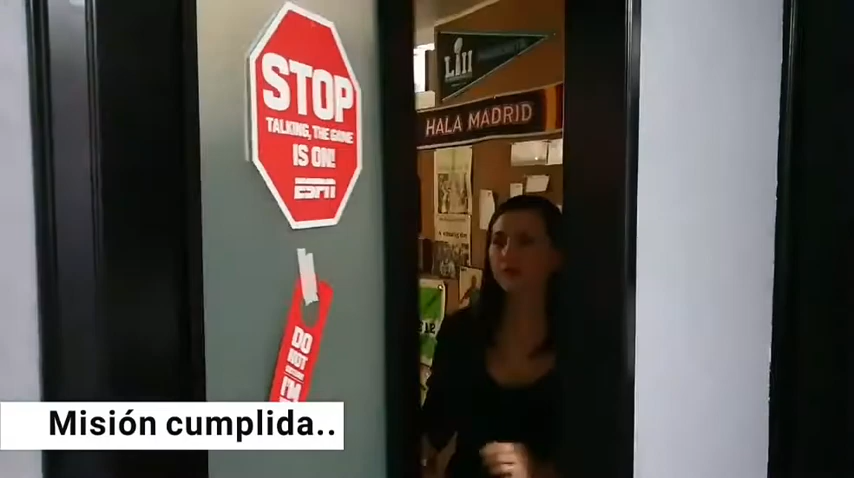 STOP
TALKING, THE GAME
IS ON!
ESPN
LII
HALA MADRID
DO
NOT
I'M
Misión cumplida..